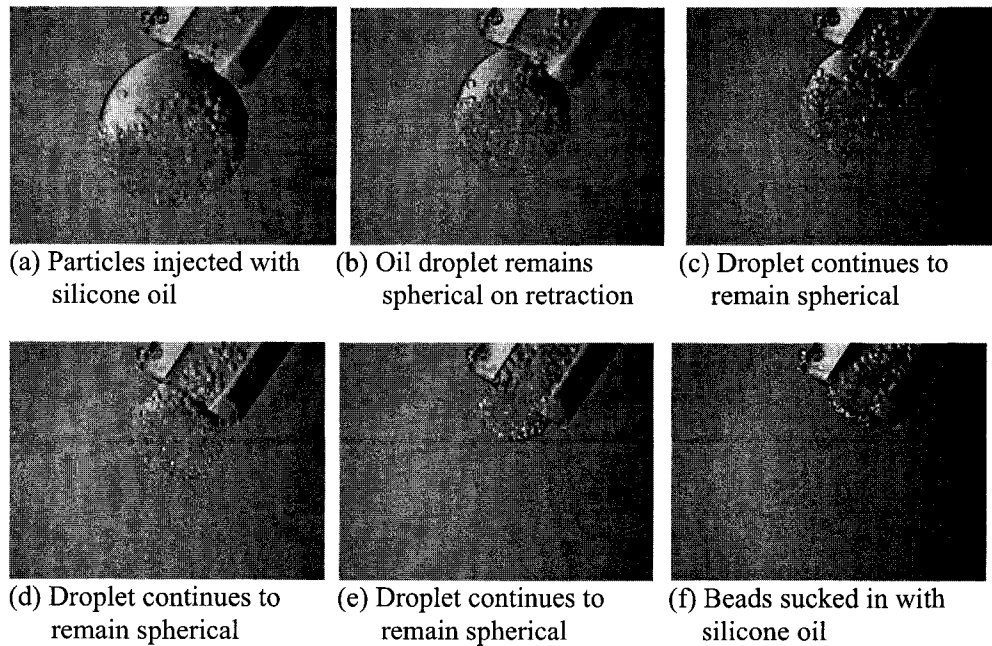 (a) Particles injected with
silicone oil
(b) Oil droplet remains
spherical on retraction
(c) Droplet continues to
remain spherical
(d) Droplet continues to
remain spherical
(e) Droplet continues to
remain spherical
(f) Beads sucked in with
silicone oil